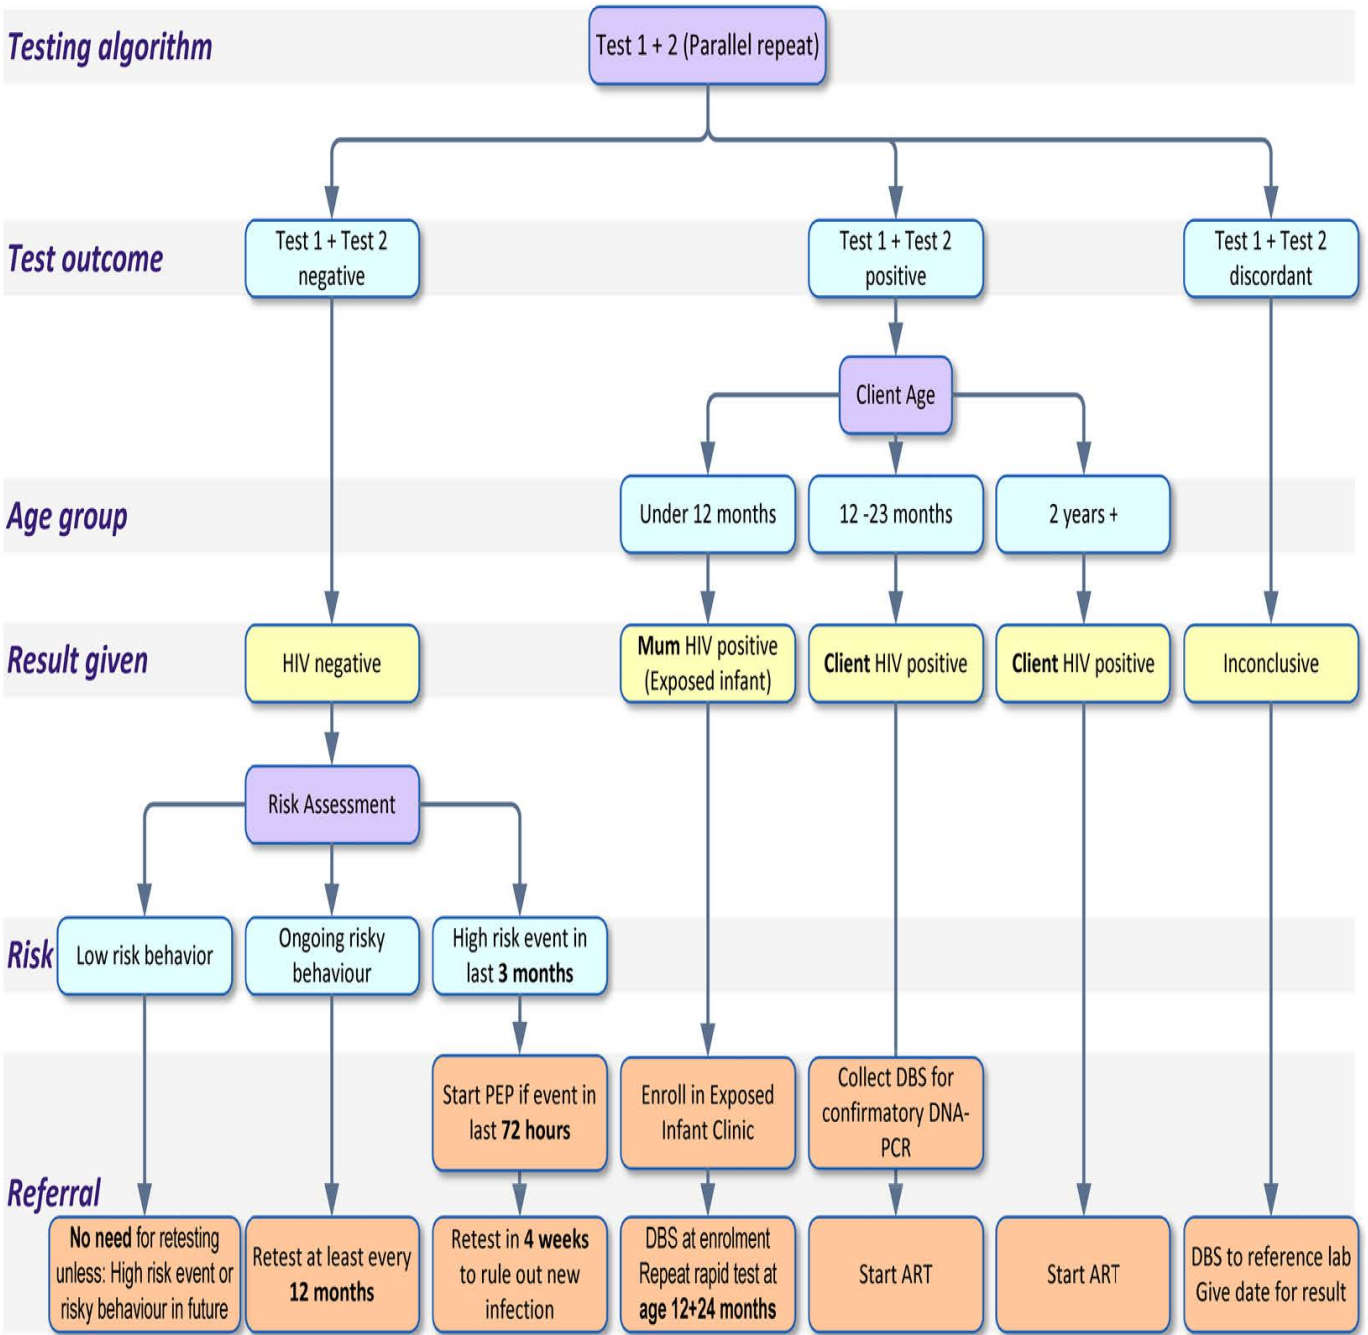 Testing algorithm
Test 1 + 2 (Parallel repeat)
Test outcome
Test 1 + Test 2
negative
Test 1 + Test 2
positive
Test 1 + Test 2
discordant
Client Age
Age group
Under 12 months
12 -23 months
2 years +
Result given
HIV negative
Mum HIV positive
(Exposed infant)
Client HIV positive
Client HIV positive
Inconclusive
Risk Assessment
Risk
Low risk behavior
Ongoing risky
behaviour
High risk event in
last 3 months
Referral
Start PEP if event in
last 72 hours
Enroll in Exposed
Infant Clinic
Collect DBS for
confirmatory DNA-
PCR
No need for retesting
unless: High risk event or
risky behaviour in future
Retest at least every
12 months
Retest in 4 weeks
to rule out new
infection
DBS at enrolment
Repeat rapid test at
age 12+24 months
Start ART
Start ART
DBS to reference lab
Give date for result